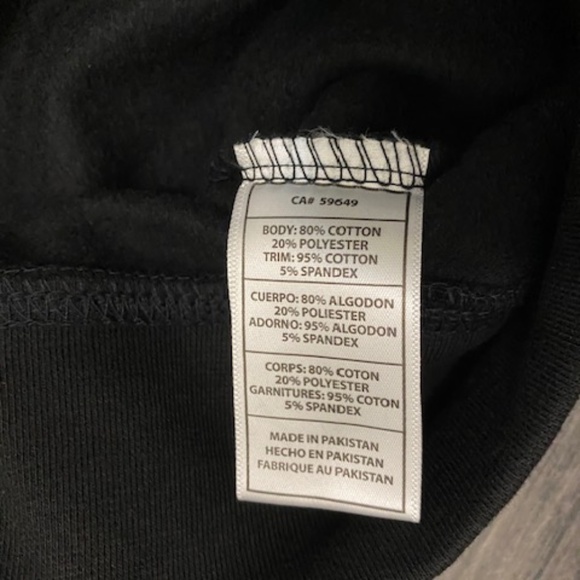 CA# 59649
BODY: 80% COTTON
20% POLYESTER
TRIM: 95% COTTON
5% SPANDEX
CUERPO: 80% ALGODON
20% POLIESTER
ADORNO: 95% ALGODON
5% SPANDEX
CORPS: 80% COTON
20% POLYESTER
GARNITURES: 95% COTON
5% SPANDEX
MADE IN PAKISTAN
HECHO EN PAKISTAN
FABRIQUE AU PAKISTAN